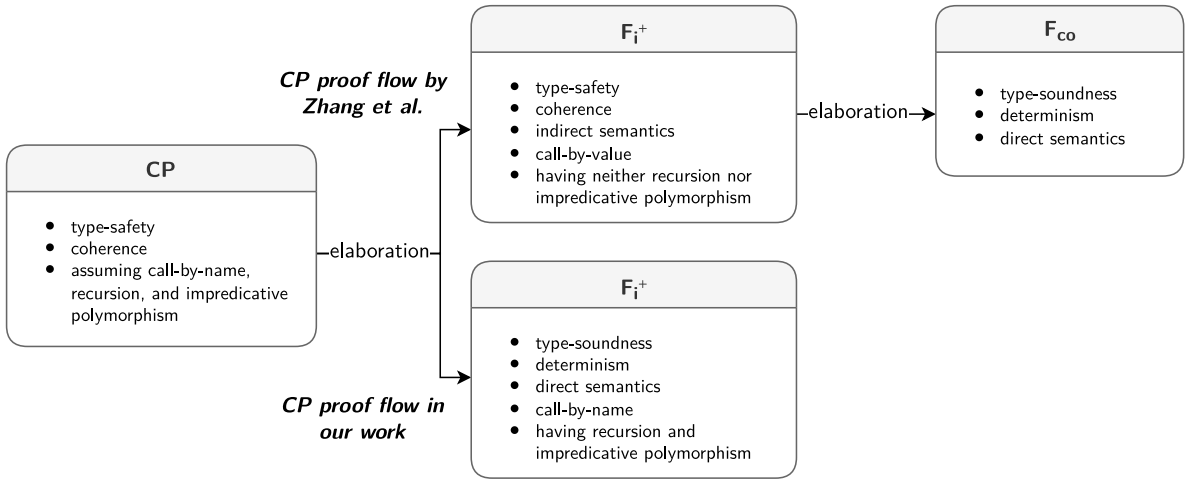 CP
• type-safety
• coherence
• assuming call-by-name,
recursion, and impredicative
polymorphism
elaboration
CP proof flow by
Zhang et al.
Fi+
• type-safety
• coherence
• indirect semantics
• call-by-value
• having neither recursion nor
impredicative polymorphism
elaboration
Fco
• type-soundness
• determinism
• direct semantics
CP proof flow in
our work
Fi+
• type-soundness
• determinism
• direct semantics
• call-by-name
• having recursion and
impredicative polymorphism